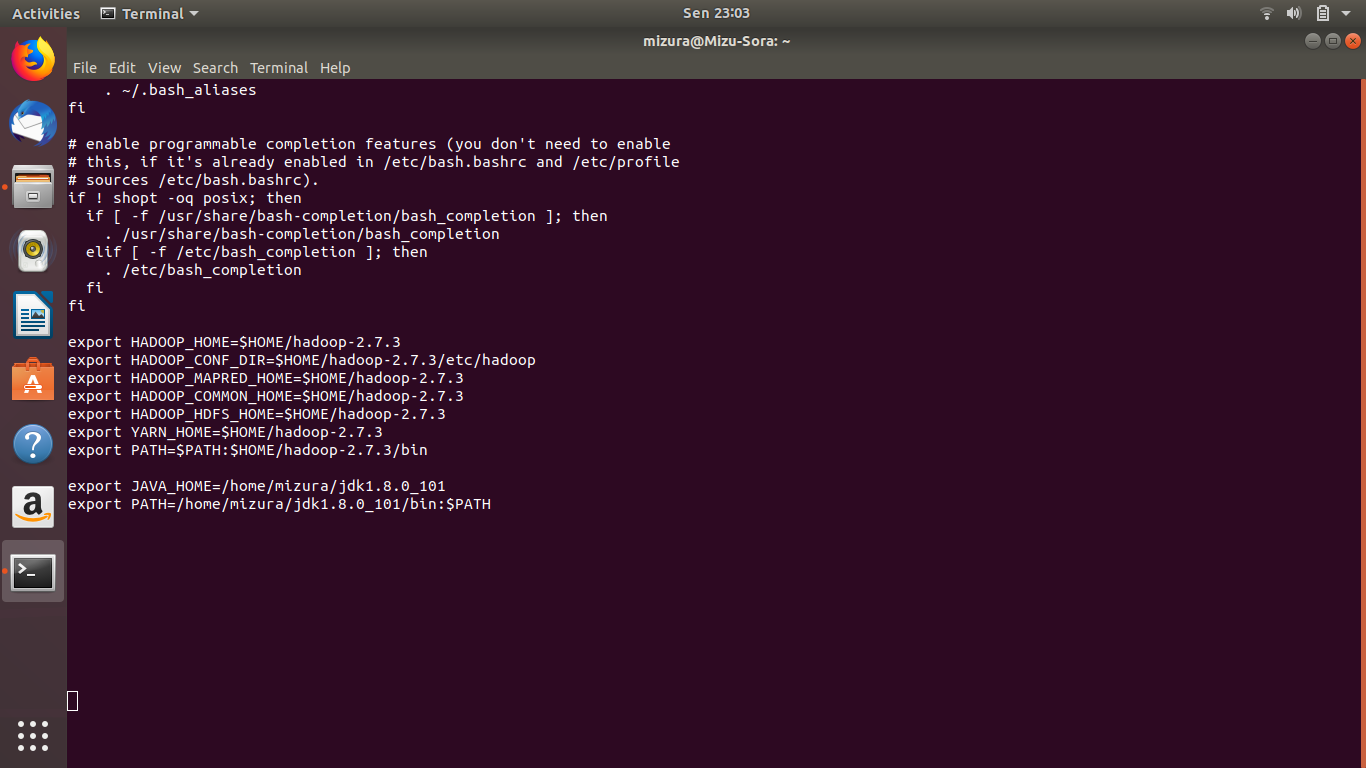 Activities
Terminal
Sen 23:03
mizura@Mizu-Sora: ~
File Edit View Search Terminal Help
. ~/.bash_aliases
fi
# enable programmable completion features (you don't need to enable
# this, if it's already enabled in /etc/bash.bashrc and /etc/profile
# sources /etc/bash.bashrc).
if ! shopt -oq posix; then
if [ -f /usr/share/bash-completion/bash_completion ]; then
. /usr/share/bash-completion/bash_completion
elif [ -f /etc/bash_completion ]; then
. /etc/bash_completion
fi
fi
export HADOOP_HOME=$HOME/hadoop-2.7.3
export HADOOP_CONF_DIR=$HOME/hadoop-2.7.3/etc/hadoop
export HADOOP_MAPRED_HOME=$HOME/hadoop-2.7.3
export HADOOP_COMMON_HOME=$HOME/hadoop-2.7.3
export HADOOP_HDFS_HOME=$HOME/hadoop-2.7.3
export YARN_HOME=$HOME/hadoop-2.7.3
export PATH=$PATH:$HOME/hadoop-2.7.3/bin
export JAVA_HOME=/home/mizura/jdk1.8.0_101
export PATH=/home/mizura/jdk1.8.0_101/bin:$PATH